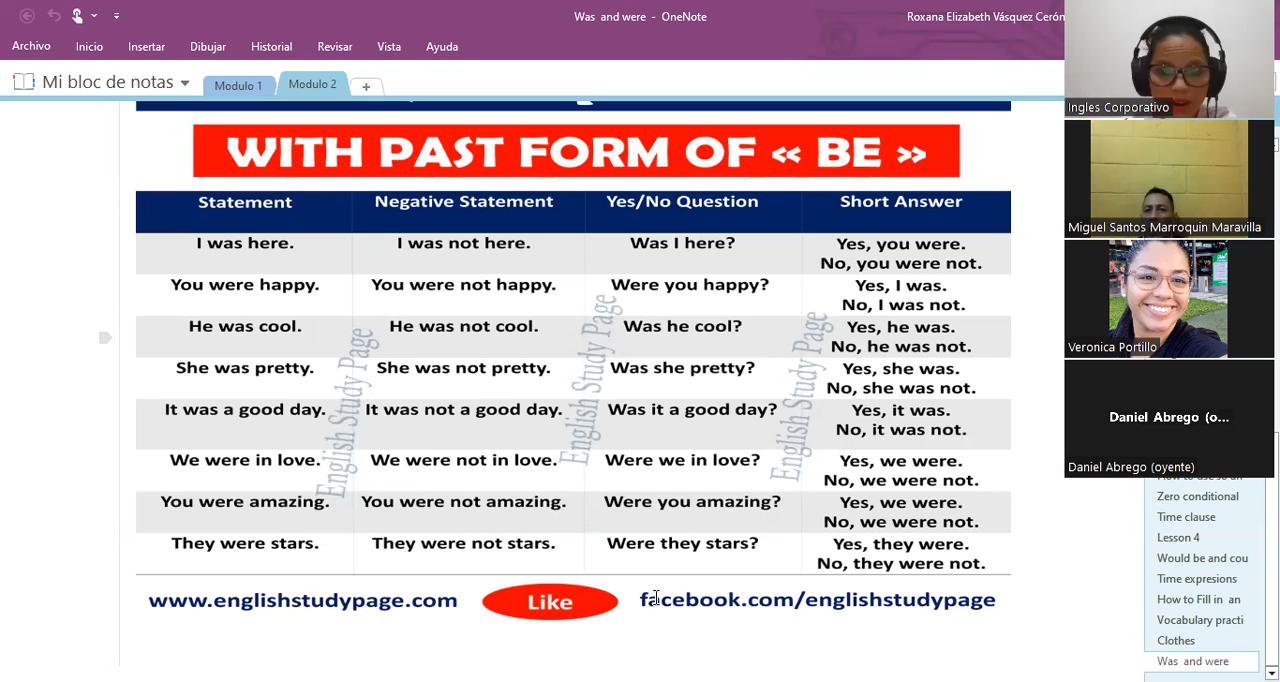 Was and were - OneNote
Roxana Elizabeth Vásquez Cerón
Archivo Inicio Insertar Dibujar Historial Revisar Vista Ayuda
Mi bloc de notas Modulo 1 Modulo 2 +
WITH PAST FORM OF « BE »
Statement Negative Statement Yes/No Question Short Answer
I was here. I was not here. Was I here? Yes, you were.
No, you were not.
You were happy. You were not happy. Were you happy? Yes, I was.
No, I was not.
He was cool. He was not cool. Was he cool? Yes, he was.
No, he was not.
She was pretty. She was not pretty. Was she pretty? Yes, she was.
No, she was not.
It was a good day. It was not a good day. Was it a good day? Yes, it was.
No, it was not.
We were in love. We were not in love. Were we in love? Yes, we were.
No, we were not.
You were amazing. You were not amazing. Were you amazing? Yes, we were.
No, we were not.
They were stars. They were not stars. Were they stars? Yes, they were.
No, they were not.
English Study Page
English Study Page
English Study Page
www.englishstudypage.com Like facebook.com/englishstudypage
Ingles Corporativo
Miguel Santos Marroquin Maravilla
Veronica Portillo
Daniel Abrego (o...
Daniel Abrego (oyente)
Zero conditional
Time clause
Lesson 4
Would be and cou
Time expresions
How to Fill in an
Vocabulary practi
Clothes
Was and were